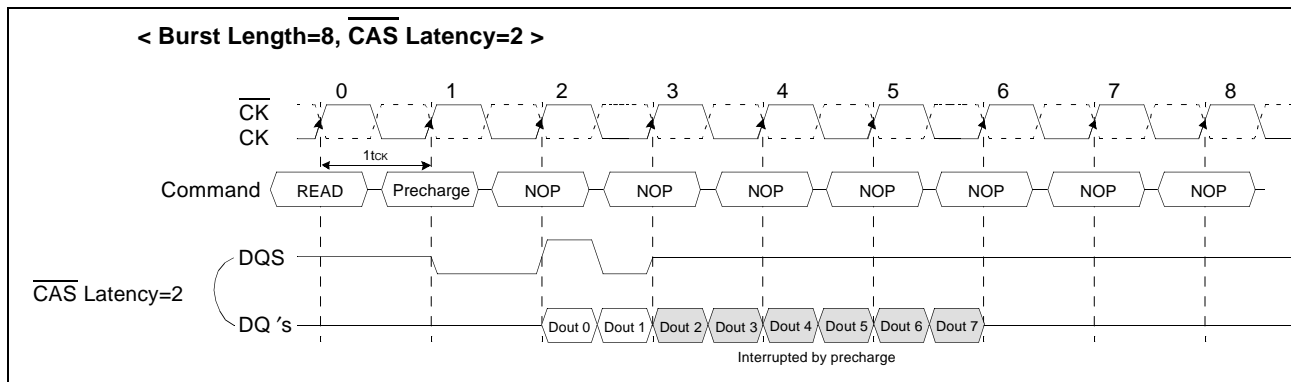 < Burst Length=8, CAS Latency=2 >
0 1 2 3 4 5 6 7 8
CK
CK
1tCK
Command READ Precharge NOP NOP NOP NOP NOP NOP NOP
DQS
CAS Latency=2
DQ 's Dout 0 Dout 1 Dout 2 Dout 3 Dout 4 Dout 5 Dout 6 Dout 7
Interrupted by precharge